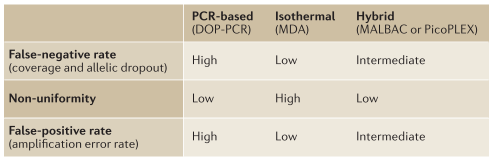 PCR-based Isothermal Hybrid
(DOP-PCR) (MDA) (MALBAC or PicoPLEX)
False-negative rate
(coverage and allelic dropout) High Low Intermediate
Non-uniformity Low High Low
False-positive rate
(amplification error rate) High Low Intermediate